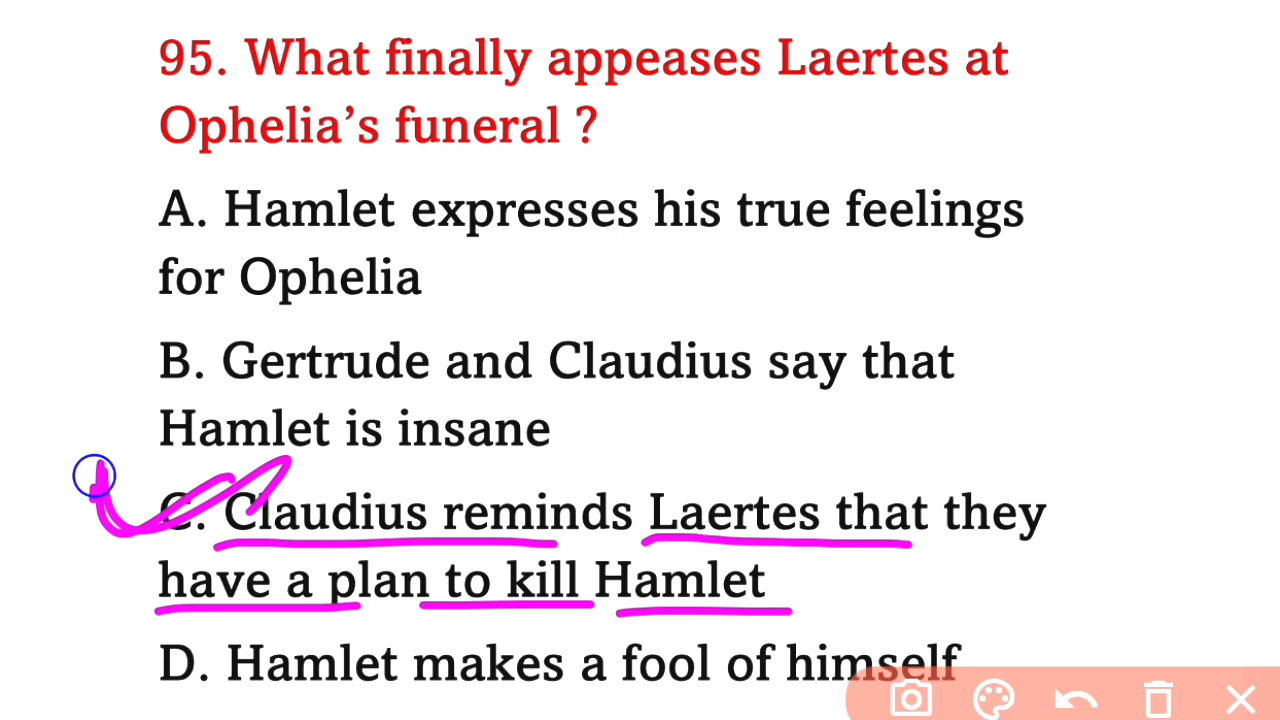 95. What finally appeases Laertes at
Ophelia’s funeral ?
A. Hamlet expresses his true feelings
for Ophelia
B. Gertrude and Claudius say that
Hamlet is insane
C. Claudius reminds Laertes that they
have a plan to kill Hamlet
D. Hamlet makes a fool of himself